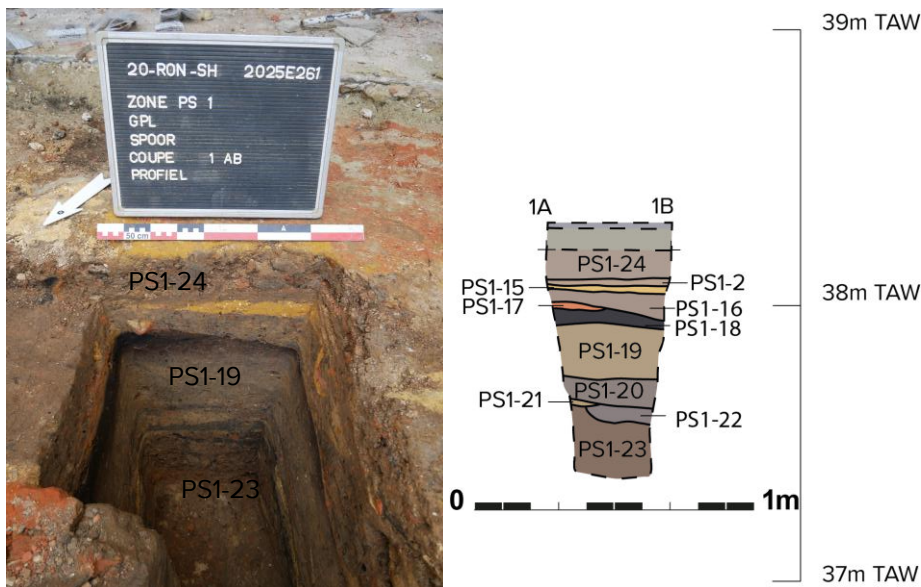 20-RON-SH 2025E261
ZONE PS 1
GPL
SPOOR
COUPE 1 AB
PROFIEL
50 cm
A
PS1-24
PS1-19
PS1-23
39m TAW
1A 1B
PS1-24
PS1-15 PS1-2
PS1-17 PS1-16
38m TAW
PS1-18
PS1-19
PS1-20
PS1-21
PS1-22
PS1-23
0 1m
37m TAW